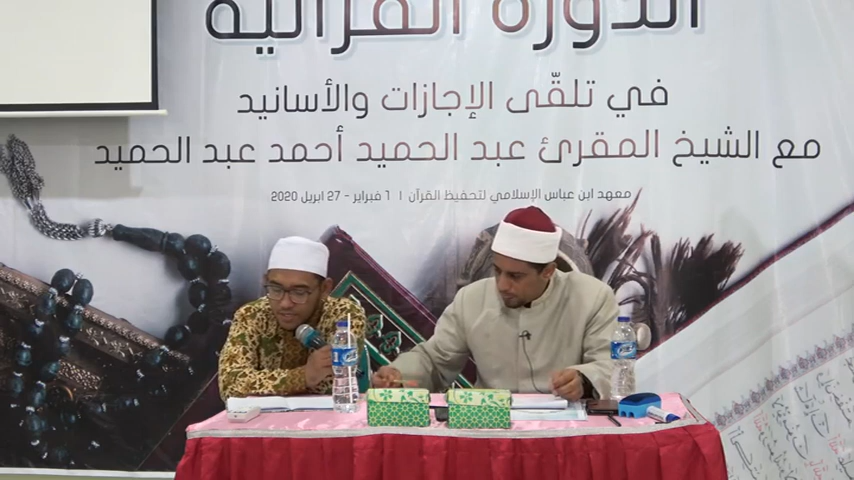 الدورة القرآنية
في تلقّى الإجازات والأسانيد
مع الشيخ المقرئ عبد الحميد أحمد عبد الحميد
معهد ابن عباس الإسلامي لتحفيظ القرآن | 1 فبراير - 27 ابريل 2020